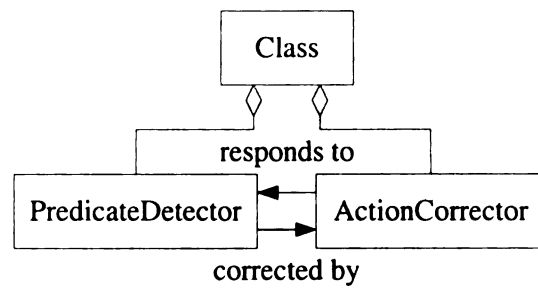 Class
responds to
PredicateDetector
ActionCorrector
corrected by